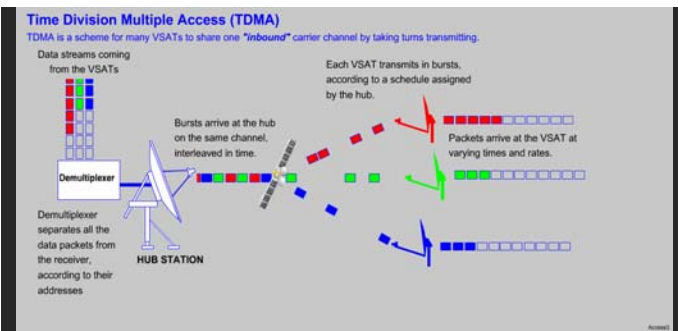 Time Division Multiple Access (TDMA)
TDMA is a scheme for many VSATs to share one "inbound" carrier channel by taking turns transmitting.
Data streams coming
from the VSATs
Each VSAT transmits in bursts,
according to a schedule assigned
by the hub.
Bursts arrive at the hub
on the same channel,
interleaved in time.
Packets arrive at the VSAT at
varying times and rates.
Demultiplexer
Demultiplexer
separates all the
data packets from
the receiver,
according to their
addresses
HUB STATION